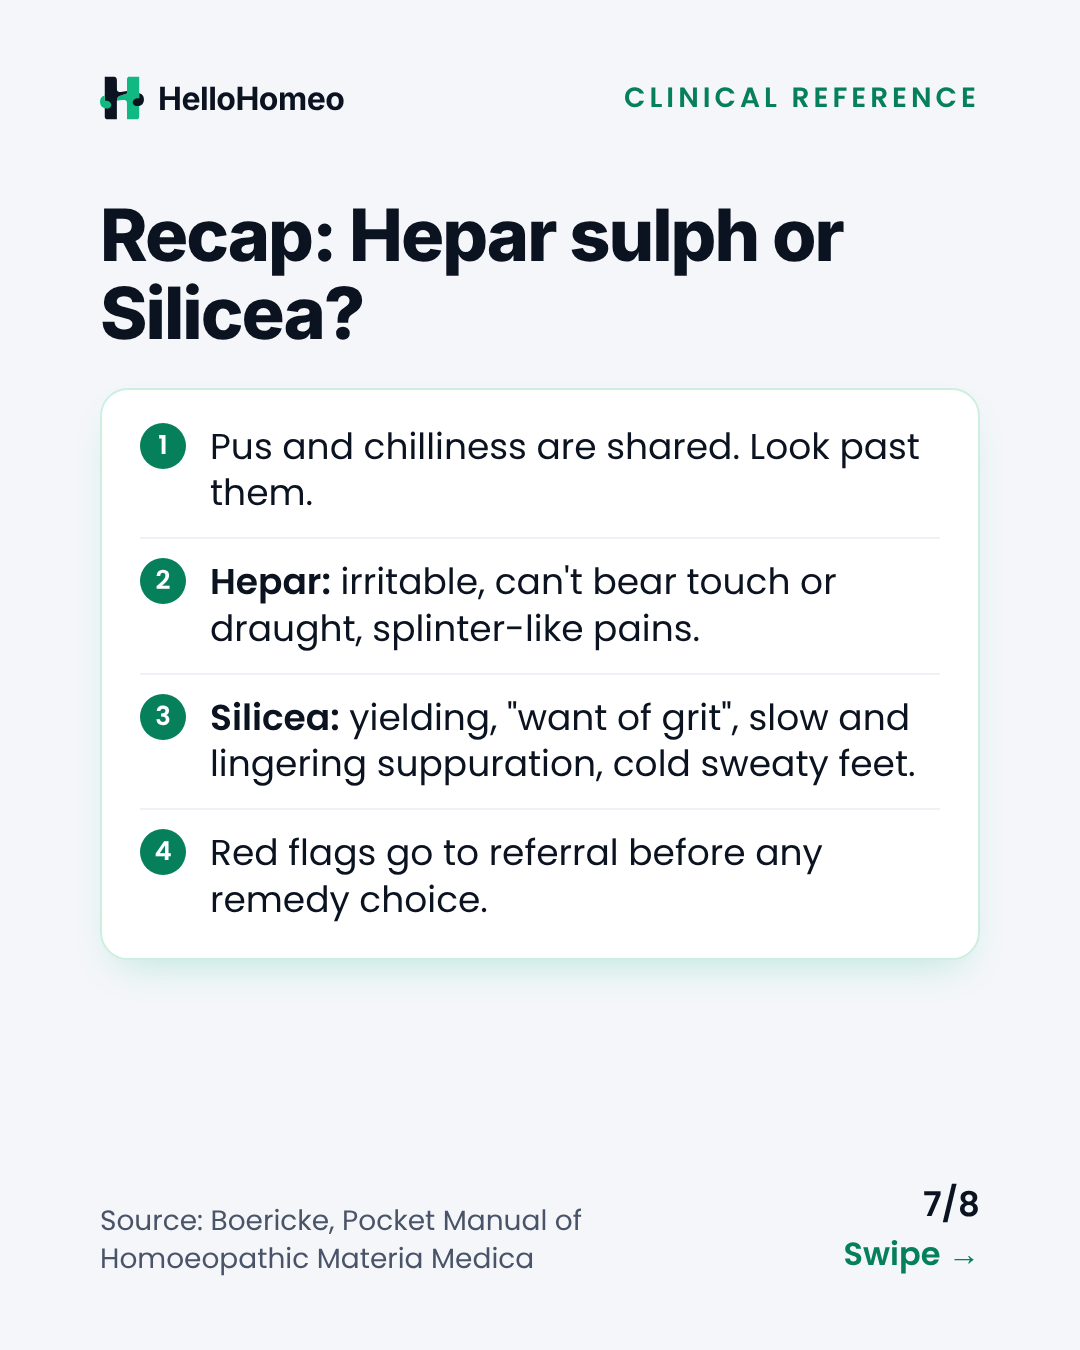 HelloHomeo
CLINICAL REFERENCE
Recap: Hepar sulph or
Silicea?
1 Pus and chilliness are shared. Look past
them.
2 Hepar: irritable, can't bear touch or
draught, splinter-like pains.
3 Silicea: yielding, "want of grit", slow and
lingering suppuration, cold sweaty feet.
4 Red flags go to referral before any
remedy choice.
Source: Boericke, Pocket Manual of
Homoeopathic Materia Medica
7/8
Swipe →